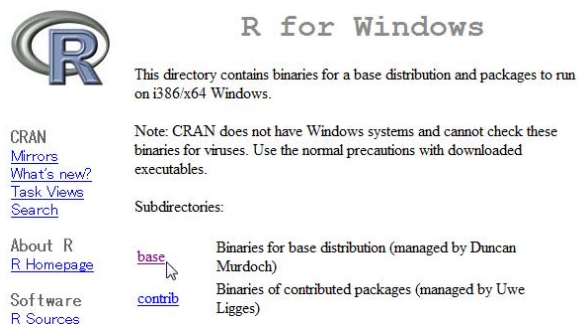 R
R for Windows
This directory contains binaries for a base distribution and packages to run
on i386/x64 Windows.
Note: CRAN does not have Windows systems and cannot check these
binaries for viruses. Use the normal precautions with downloaded
executables.
Subdirectories:
base
Binaries for base distribution (managed by Duncan
Murdoch)
contrib
Binaries of contributed packages (managed by Uwe
Ligges)
CRAN
Mirrors
What's new?
Task Views
Search
About R
R Homepage
Software
R Sources